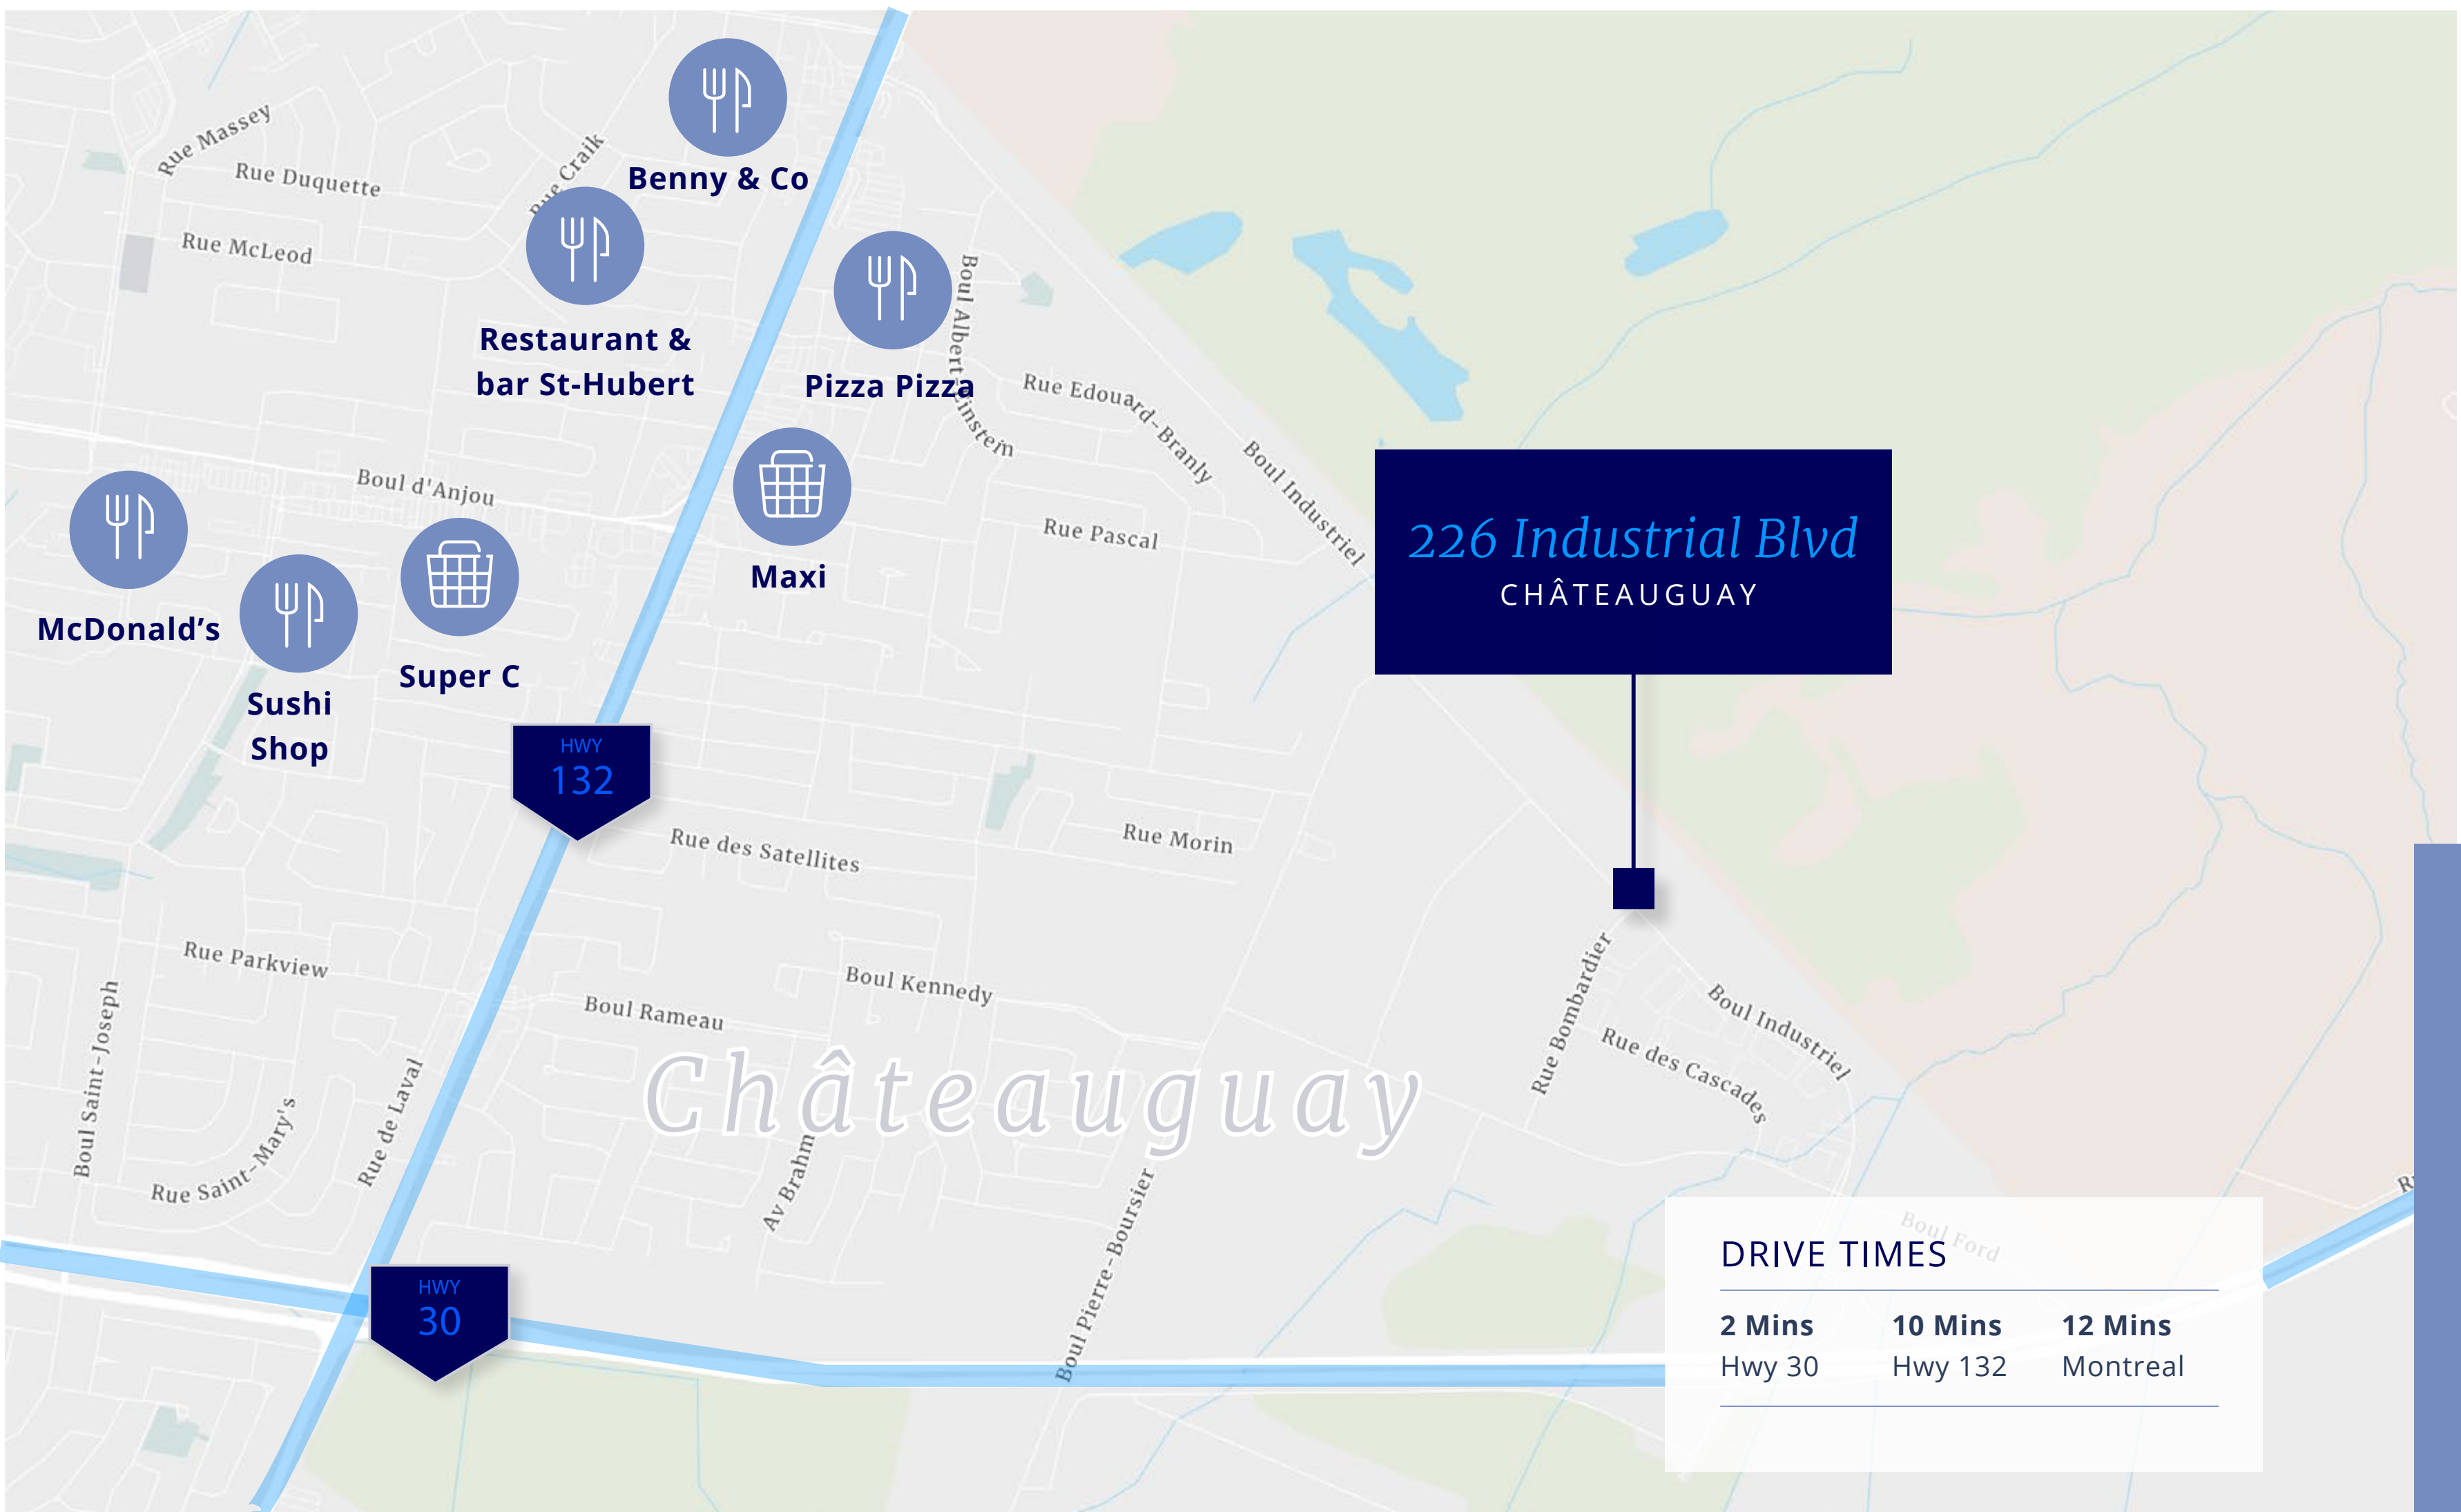 Benny & Co
Rue Massey
Rue Duquette
Rue Craik
Rue McLeod
Restaurant &
bar St-Hubert
Pizza Pizza
Boul Albert-Einstein
Rue Edouard-Branly
Boul Industriel
Boul d'Anjou
Rue Pascal
Maxi
226 Industrial Blvd
CHÂTEAUGUAY
McDonald’s
Sushi
Shop
Super C
HWY
132
Rue des Satellites
Rue Morin
Rue Parkview
Boul Rameau
Boul Kennedy
Boul Saint-Joseph
Rue Saint-Mary's
Rue de Laval
Châteauguay
Av Brahm
Boul Pierre-Boursier
Rue Bombardier
Rue des Cascades
Boul Industriel
HWY
30
Boul Ford
DRIVE TIMES
2 Mins
Hwy 30
10 Mins
Hwy 132
12 Mins
Montreal